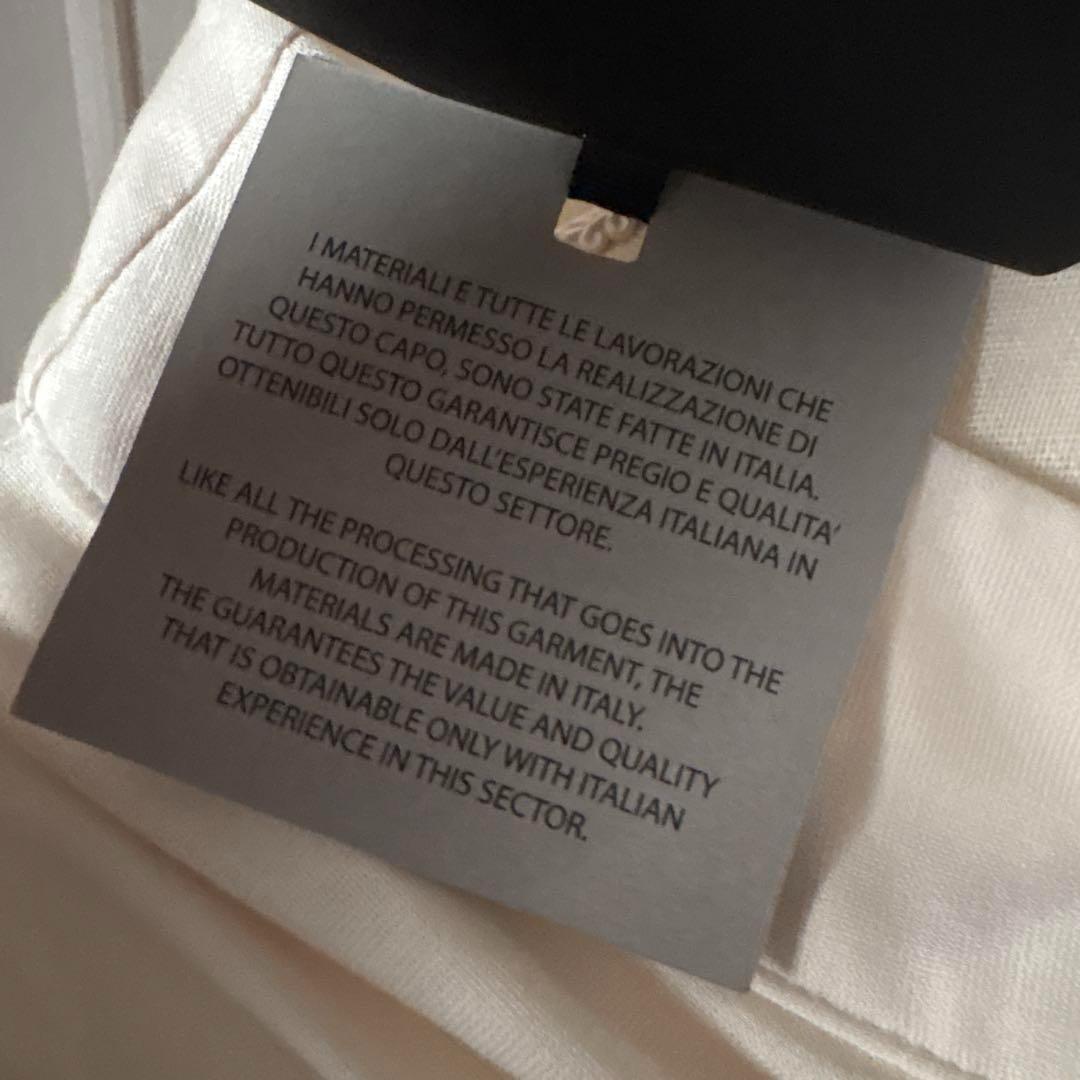 I MATERIALI E TUTTE LE LAVORAZIONI CHE
HANNO PERMESSO LA REALIZZAZIONE DI
QUESTO CAPO, SONO STATE FATTE IN ITALIA.
TUTTO QUESTO GARANTISCE PREGIO E QUALITA'
OTTENIBILI SOLO DALL'ESPERIENZA ITALIANA IN
QUESTO SETTORE.
LIKE ALL THE PROCESSING THAT GOES INTO THE
PRODUCTION OF THIS GARMENT, THE
MATERIALS ARE MADE IN ITALY.
THE GUARANTEES THE VALUE AND QUALITY
THAT IS OBTAINABLE ONLY WITH ITALIAN
EXPERIENCE IN THIS SECTOR.